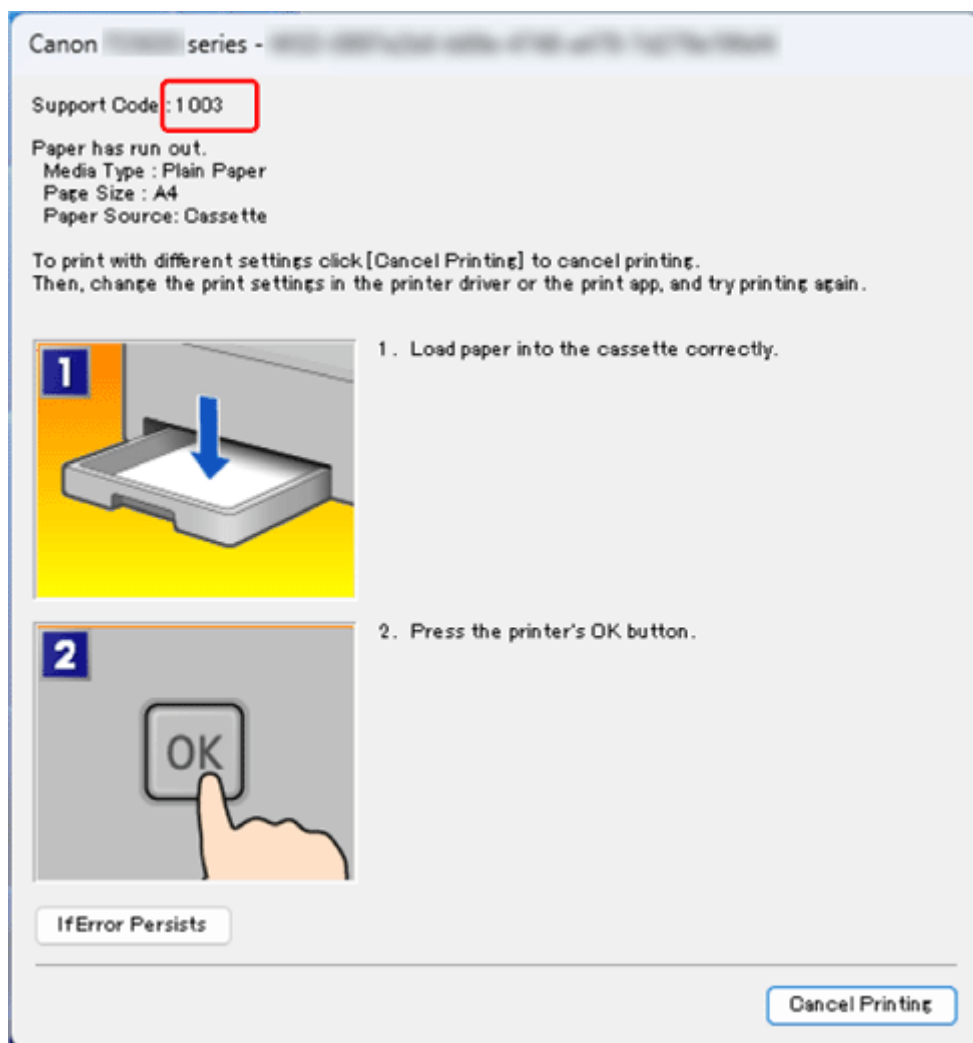 Canon series -
Support Code : 1003
Paper has run out.
Media Type : Plain Paper
Page Size : A4
Paper Source: Cassette
To print with different settings click [Cancel Printing] to cancel printing.
Then, change the print settings in the printer driver or the print app, and try printing again.
1
1. Load paper into the cassette correctly.
2
2. Press the printer's OK button.
OK
If Error Persists
Cancel Printing